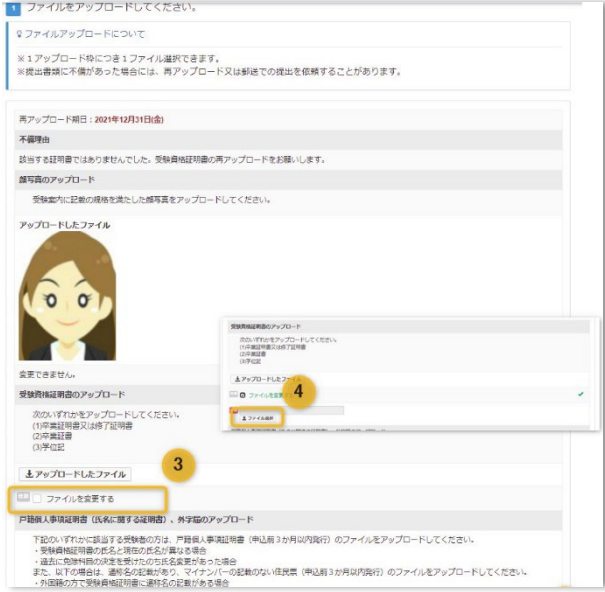 1 ファイルをアップロードしてください。
ファイルアップロードについて
※１アップロード枠につき１ファイル選択できます。
※提出書類に不備があった場合には、再アップロード又は郵送での提出を依頼することがあります。
再アップロード期日：2021年12月31日(金)
不備理由
該当する証明書ではありませんでした。受験資格証明書の再アップロードをお願いします。
顔写真のアップロード
受験案内に記載の規格を満たした顔写真をアップロードしてください。
アップロードしたファイル
変更できません。
受験資格証明書のアップロード
次のいずれかをアップロードしてください。
(1)卒業証明書又は修了証明書
(2)卒業証書
(3)学位記
アップロードしたファイル
3
ファイルを変更する
受験資格証明書のアップロード
次のいずれかをアップロードしてください。
(1)卒業証明書又は修了証明書
(2)卒業証書
(3)学位記
アップロードしたファイル
4
ファイルを変更
ファイル選択
戸籍個人事項証明書（氏名に関する証明書）、外字届のアップロード
下記のいずれかに該当する受験者の方は、戸籍個人事項証明書（申込前３か月以内発行）のファイルをアップロードしてください。
・受験資格証明書の氏名と現在の氏名が異なる場合
・過去に免除科目の決定を受けたのち氏名変更があった場合
また、以下の場合は、通称名の記載があり、マイナンバーの記載のない住民票（申込前３か月以内発行）のファイルをアップロードしてください。
・外国籍の方で受験資格証明書に通称名の記載がある場合